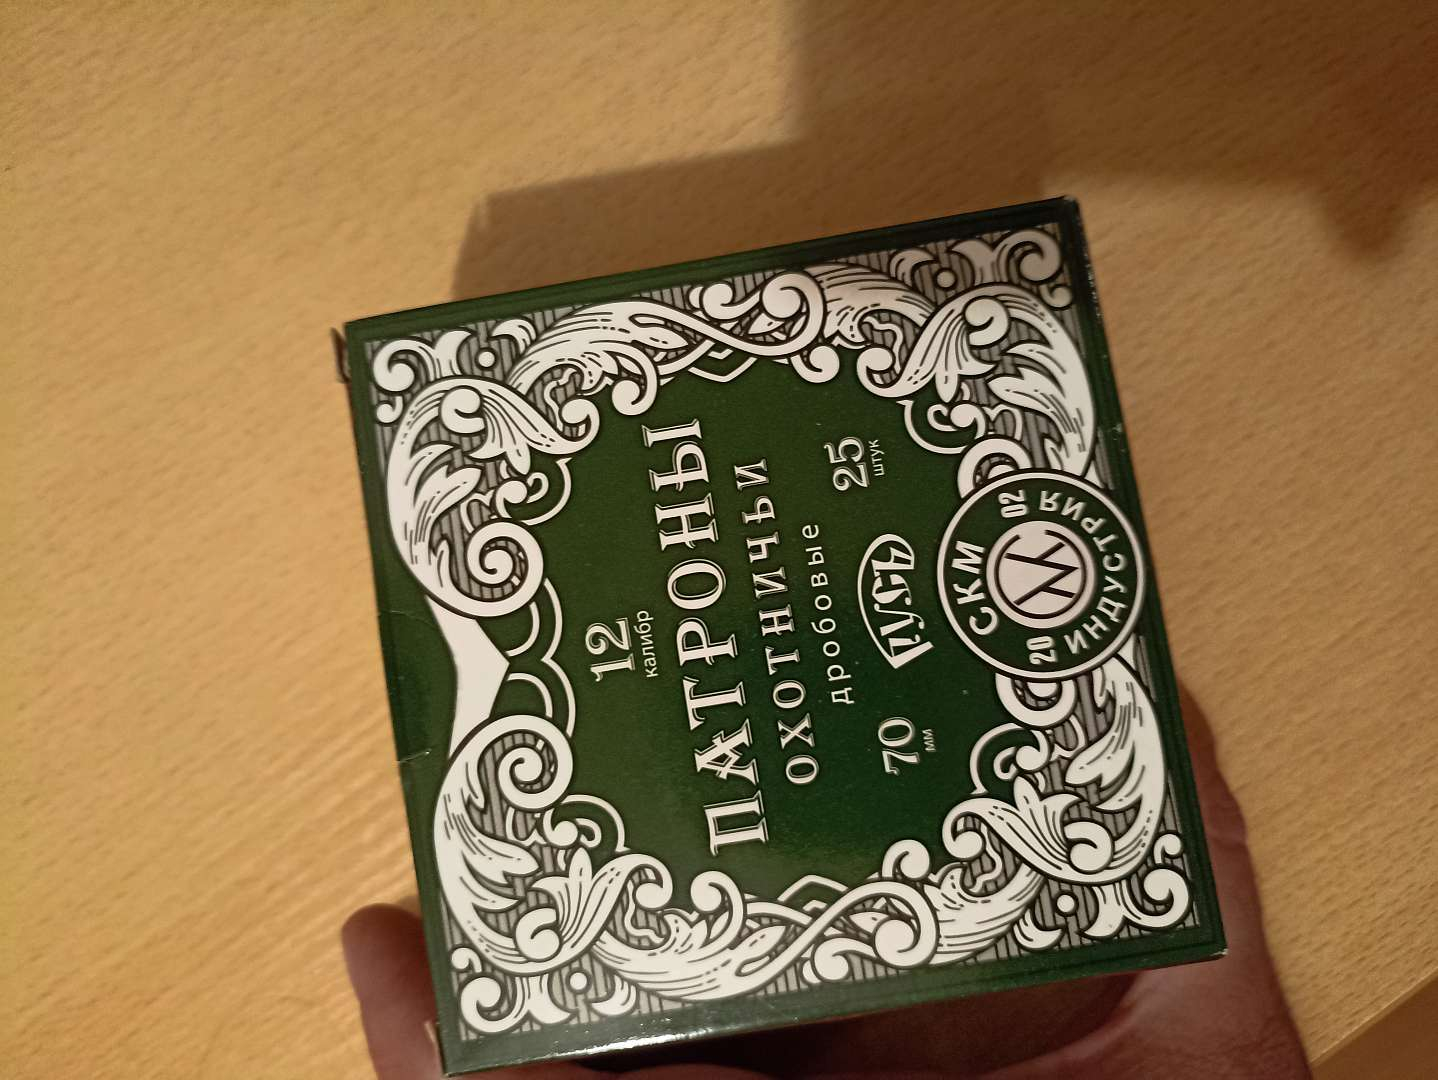 12
калибр
ПАТРОНЫ
ОХОТНИЧЬИ
дробовые
70
мм
РУСЬ
25
штук
СКМ
20 02
ИНДУСТРИЯ